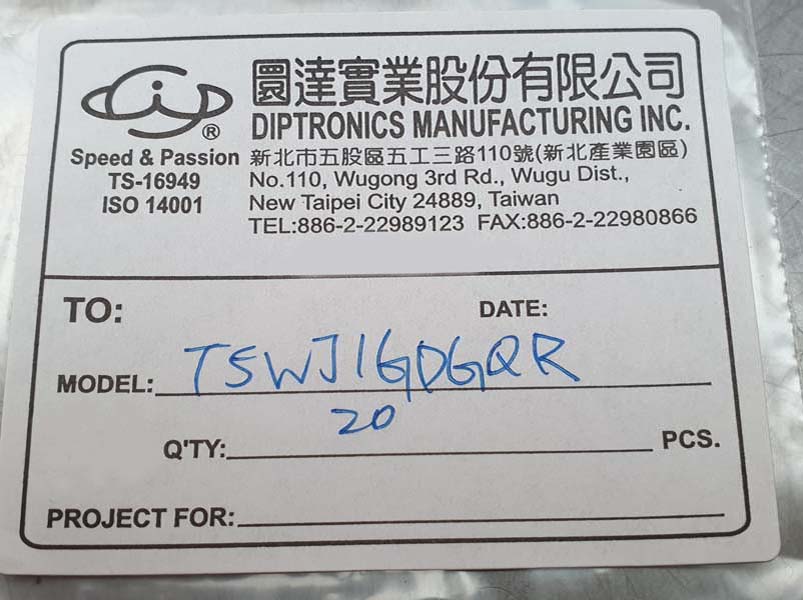 圜達實業股份有限公司
DIPTRONICS MANUFACTURING INC.
®
Speed & Passion
TS-16949
ISO 14001
新北市五股區五工三路110號(新北產業園區)
No.110, Wugong 3rd Rd., Wugu Dist.,
New Taipei City 24889, Taiwan
TEL:886-2-22989123 FAX:886-2-22980866
TO:
DATE:
MODEL: TSWJ1GDGQR
20
Q'TY: PCS.
PROJECT FOR: